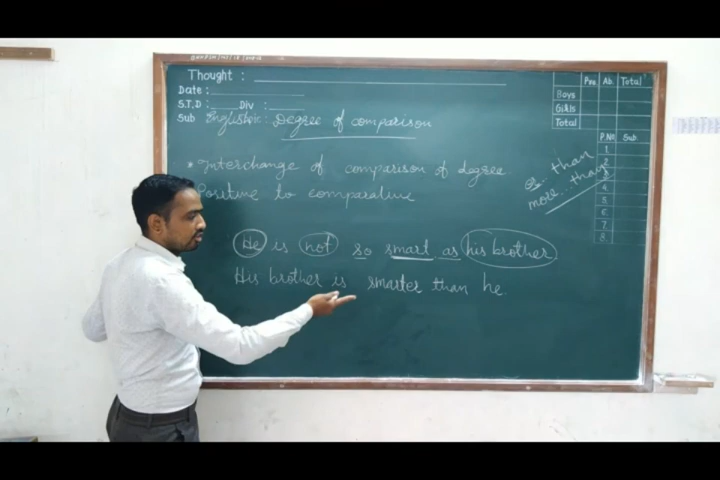 Thought :
Date :
S.T.D : Div :
Sub English Degree of comparison
* Interchange of comparison of degree
Positive to comparative
er... than
more... than
He is not so smart as his brother
His brother is smarter than he.
Pre. Ab. Total
Boys
Girls
Total
P.No Sub.
1.
2.
3.
4.
5.
6.
7.
8.